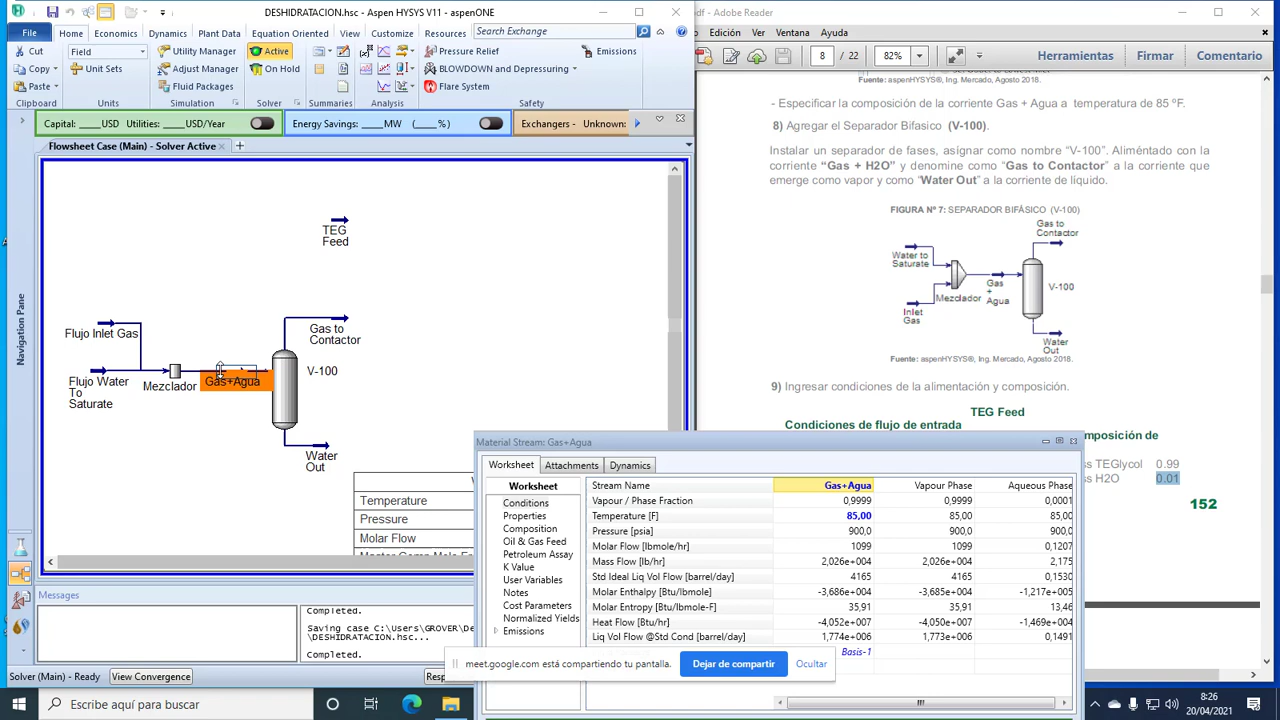 DESHIDRATACION.hsc - Aspen HYSYS V11 - aspenONE
File
Home
Economics
Dynamics
Plant Data
Equation Oriented
View
Customize
Resources
Search Exchange
Cut
Copy
Paste
Clipboard
Field
Unit Sets
Units
Utility Manager
Adjust Manager
Fluid Packages
Simulation
Active
On Hold
Solver
Summaries
Analysis
Pressure Relief
BLOWDOWN and Depressuring
Flare System
Emissions
Safety
Capital: ____USD Utilities: ____USD/Year
Energy Savings: ____MW (____%)
Exchangers - Unknown:
Flowsheet Case (Main) - Solver Active
Navigation Pane
TEG
Feed
Flujo Inlet Gas
Gas to
Contactor
Flujo Water
To
Saturate
Mezclador
Gas+Agua
V-100
Water
Out
Temperature
Pressure
Molar Flow
Messages
Completed.
Saving case C:\Users\GROVER\De
\DESHIDRATACION.hsc...
Completed.
Solver (Main) - Ready
View Convergence
Material Stream: Gas+Agua
Worksheet Attachments Dynamics
Worksheet
Conditions
Properties
Composition
Oil & Gas Feed
Petroleum Assay
K Value
User Variables
Notes
Cost Parameters
Normalized Yields
Emissions
Stream Name Gas+Agua Vapour Phase Aqueous Phase
Vapour / Phase Fraction 0,9999 0,9999 0,0001
Temperature [F] 85,00 85,00 85,00
Pressure [psia] 900,0 900,0 900,0
Molar Flow [lbmole/hr] 1099 1099 0,1207
Mass Flow [lb/hr] 2,026e+004 2,026e+004 2,175
Std Ideal Liq Vol Flow [barrel/day] 4165 4165 0,1530
Molar Enthalpy [Btu/lbmole] -3,686e+004 -3,685e+004 -1,217e+005
Molar Entropy [Btu/lbmole-F] 35,91 35,91 13,46
Heat Flow [Btu/hr] -4,052e+007 -4,050e+007 -1,469e+004
Liq Vol Flow @Std Cond [barrel/day] 1,774e+006 1,773e+006 0,1491
Basis-1
meet.google.com está compartiendo tu pantalla.
Dejar de compartir
Ocultar
.pdf - Adobe Reader
Edición Ver Ventana Ayuda
8 / 22
82%
Herramientas
Firmar
Comentario
Fuente: aspenHYSYS®, Ing. Mercado, Agosto 2018.
- Especificar la composición de la corriente Gas + Agua a temperatura de 85 ºF.
8) Agregar el Separador Bifasico (V-100).
Instalar un separador de fases, asígnar como nombre “V-100”. Aliméntado con la
corriente “Gas + H2O” y denomine como “Gas to Contactor” a la corriente que
emerge como vapor y como “Water Out” a la corriente de líquido.
FIGURA Nº 7: SEPARADOR BIFÁSICO (V-100)
Gas to
Contactor
Water to
Saturate
Mezclador
Gas
+
Agua
V-100
Inlet
Gas
Water
Out
Fuente: aspenHYSYS®, Ing. Mercado, Agosto 2018.
9) Ingresar condiciones de la alimentación y composición.
TEG Feed
Condiciones de flujo de entrada
mposición de
ss TEGlycol 0.99
ss H2O 0.01
152
Escribe aquí para buscar
8:26
20/04/2021